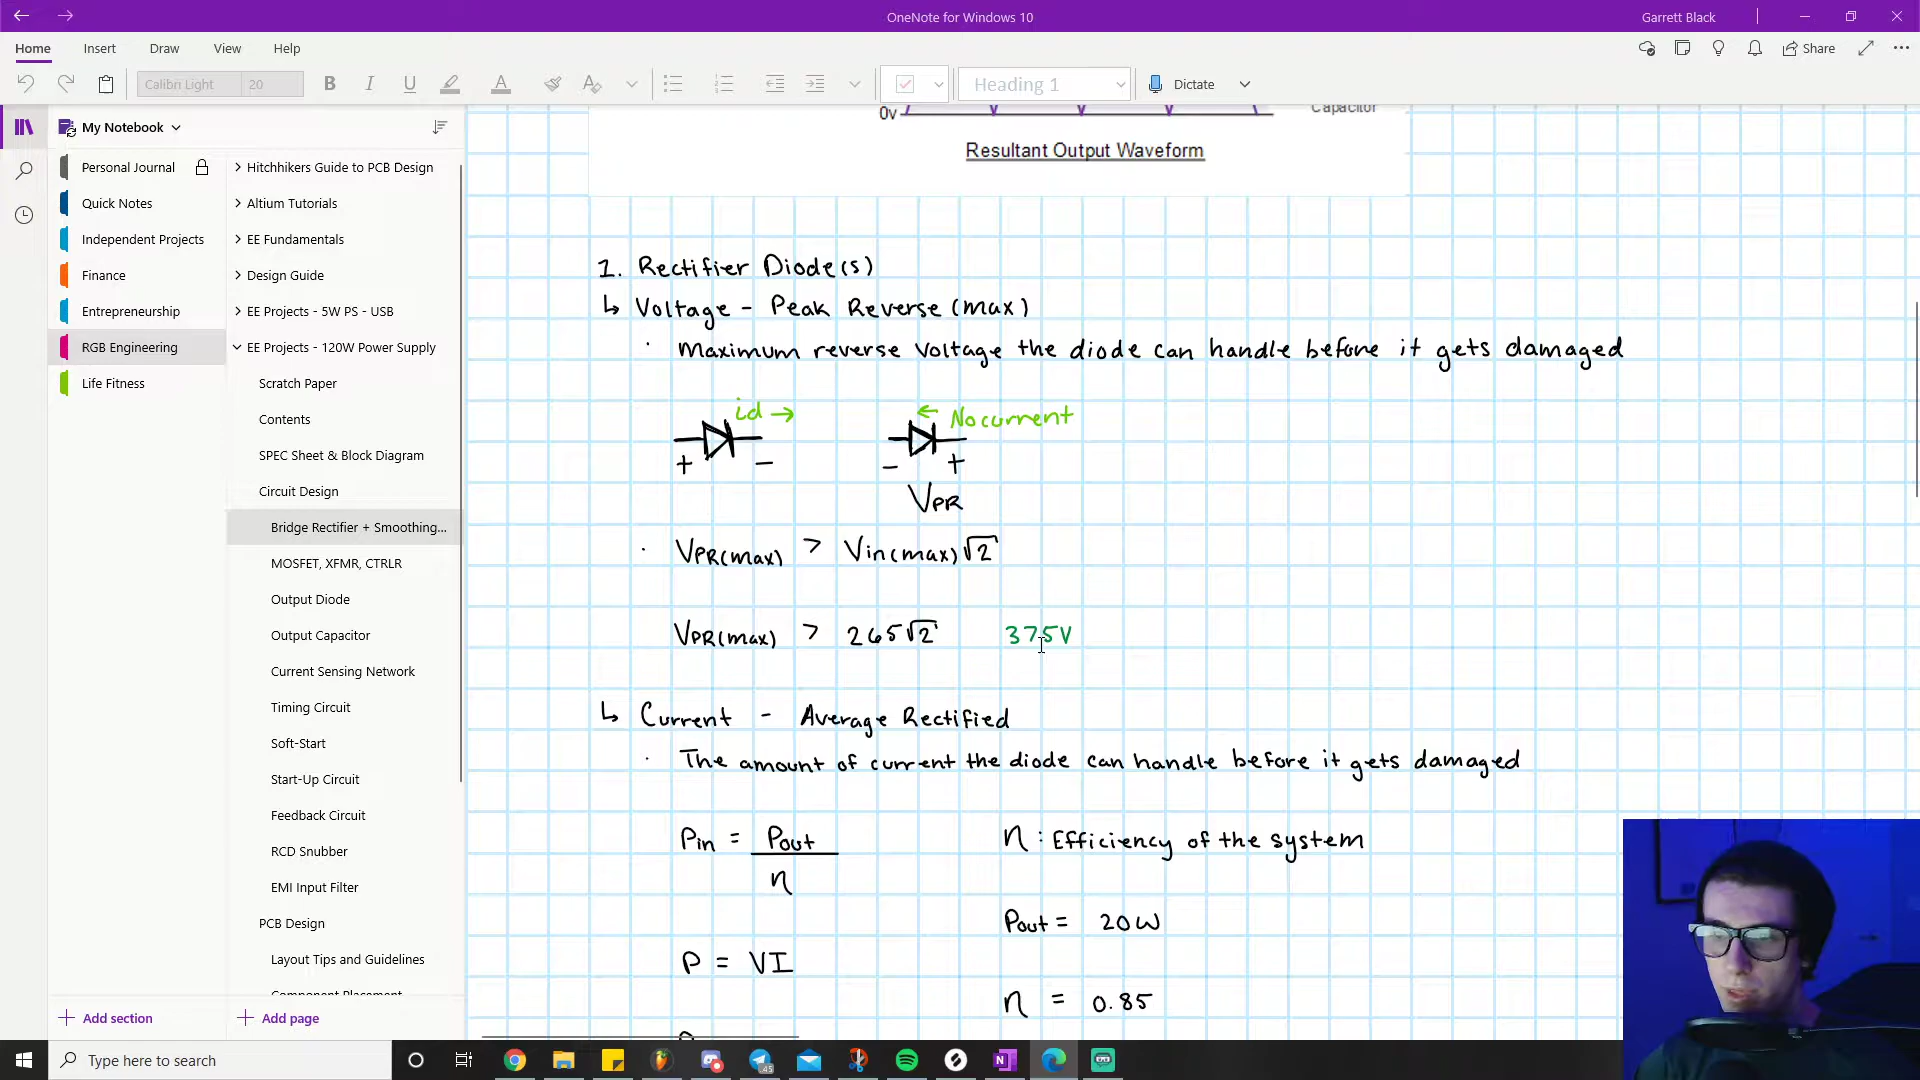 OneNote for Windows 10
Garrett Black
Home
Insert
Draw
View
Help
Share
Calibri Light
20
B
I
U
A
Heading 1
Dictate
My Notebook
Personal Journal
Quick Notes
Independent Projects
Finance
Entrepreneurship
RGB Engineering
Life Fitness
Add section
Hitchhikers Guide to PCB Design
Altium Tutorials
EE Fundamentals
Design Guide
EE Projects - 5W PS - USB
EE Projects - 120W Power Supply
Scratch Paper
Contents
SPEC Sheet & Block Diagram
Circuit Design
Bridge Rectifier + Smoothing...
MOSFET, XFMR, CTRLR
Output Diode
Output Capacitor
Current Sensing Network
Timing Circuit
Soft-Start
Start-Up Circuit
Feedback Circuit
RCD Snubber
EMI Input Filter
PCB Design
Layout Tips and Guidelines
Component Placement
Add page
0v
Capacitor
Resultant Output Waveform
1. Rectifier Diode(s)
↳ Voltage - Peak Reverse (max)
· Maximum reverse voltage the diode can handle before it gets damaged
id →
← No current
+ -
- +
VPR
· VPR(max) > Vin(max)√2
VPR(max) > 265√2 375V
↳ Current - Average Rectified
· The amount of current the diode can handle before it gets damaged
Pin = Pout
n
n : Efficiency of the system
Pout = 20W
P = VI
n = 0.85
Type here to search
45